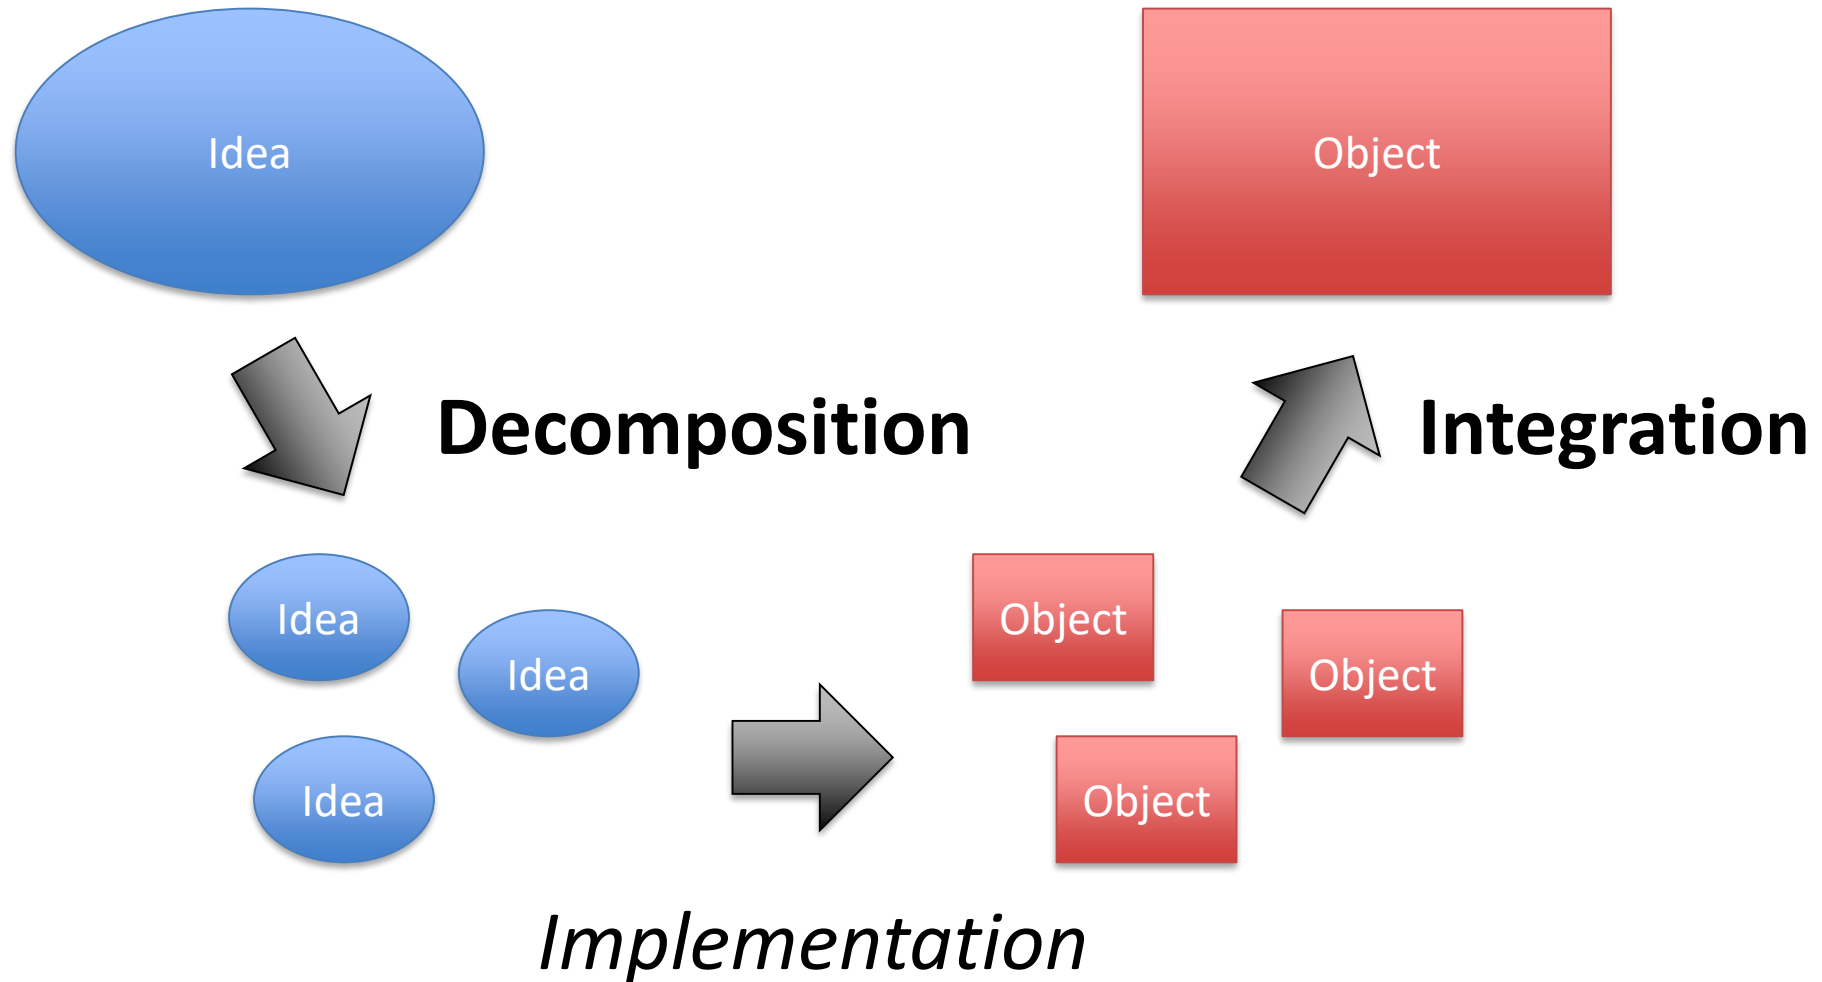 Idea
Object
Decomposition
Integration
Idea
Object
Idea
Object
Idea
Object
Implementation